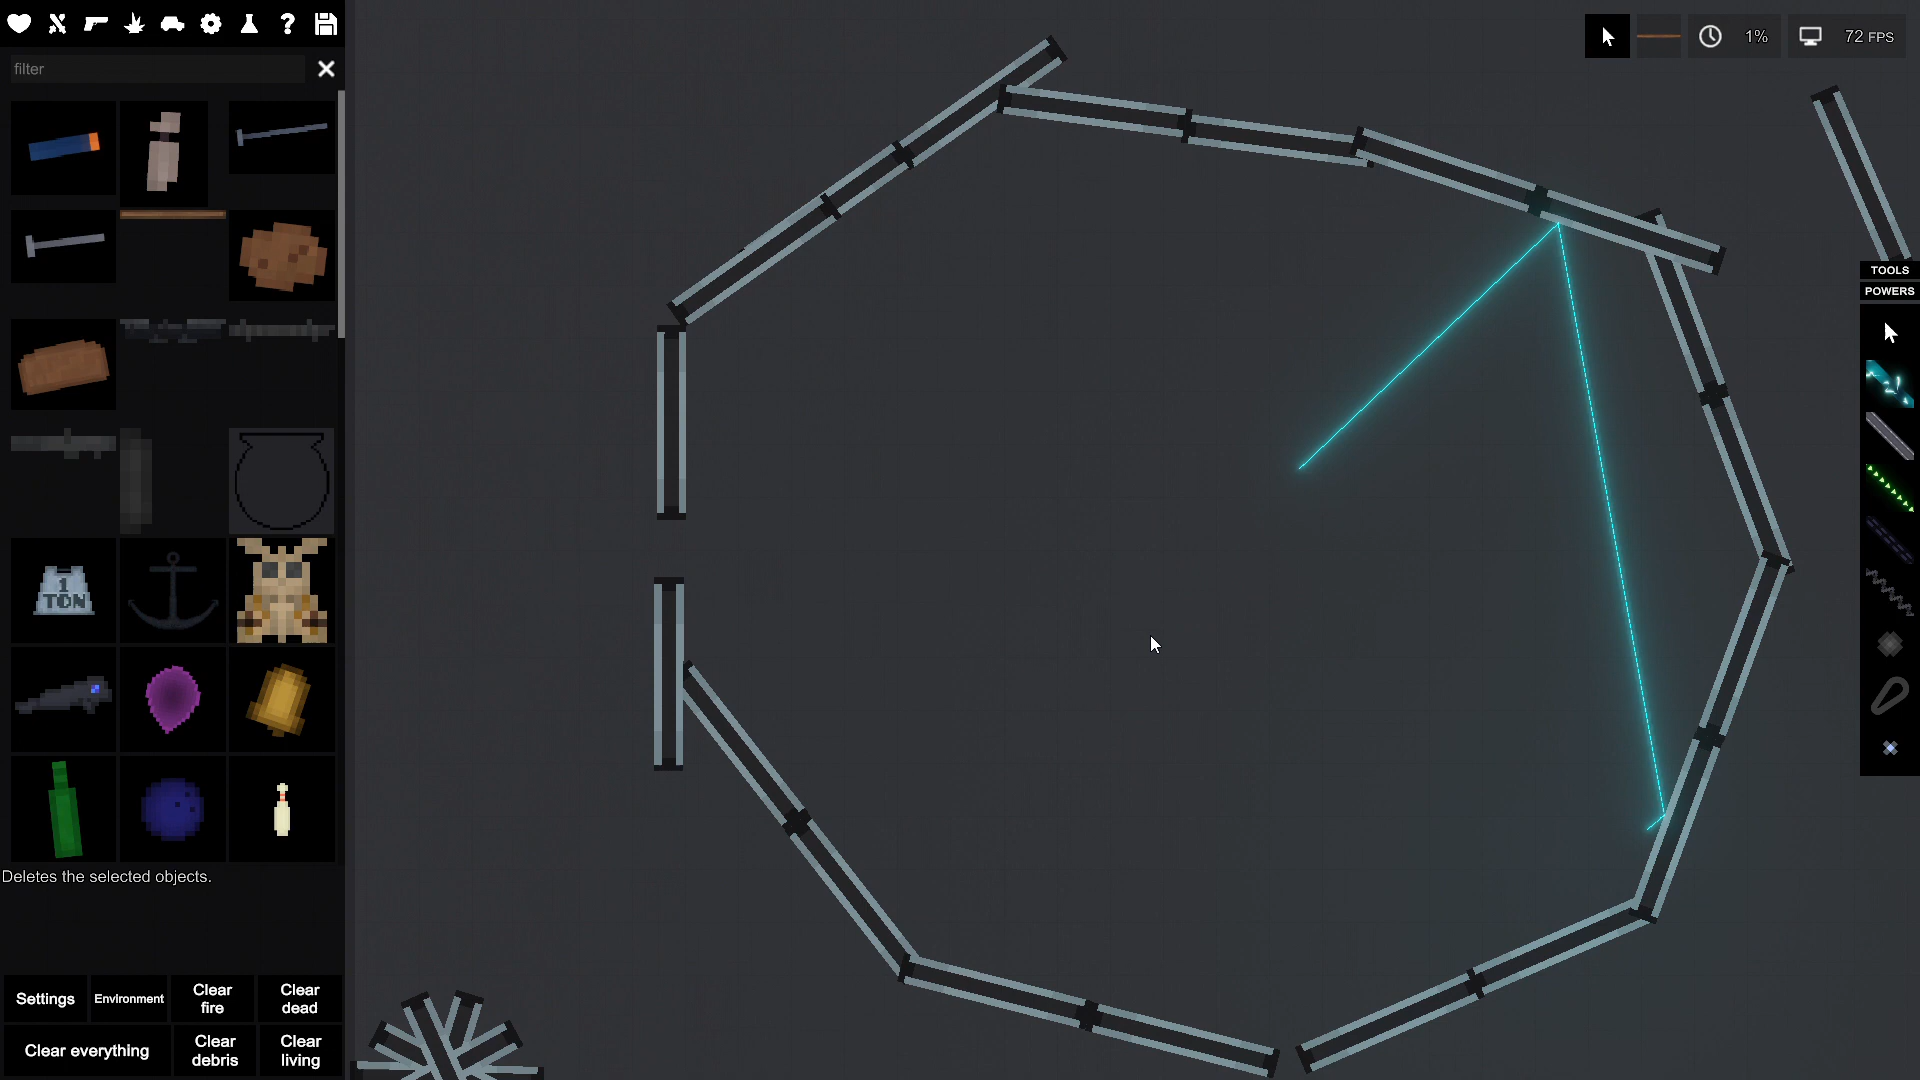 filter
1%
72 FPS
TOOLS
POWERS
1
TON
Deletes the selected objects.
Settings
Environment
Clear
fire
Clear
dead
Clear everything
Clear
debris
Clear
living